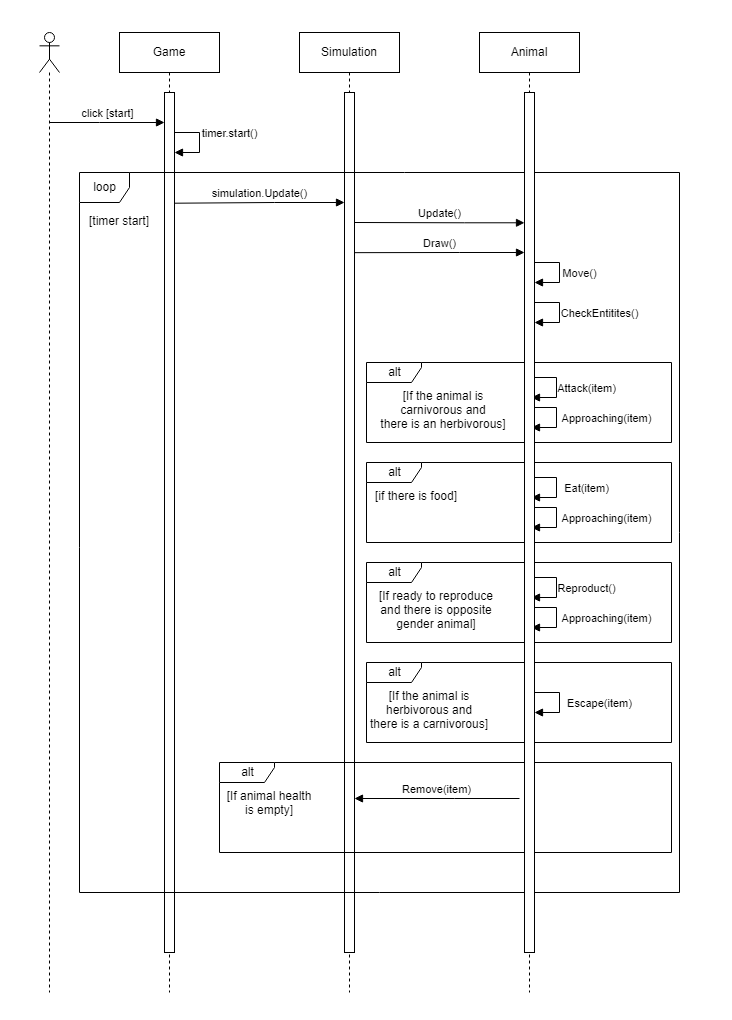 Game
Simulation
Animal
click [start]
timer.start()
loop
simulation.Update()
[timer start]
Update()
Draw()
Move()
CheckEntitites()
alt
[If the animal is
carnivorous and
there is an herbivorous]
Attack(item)
Approaching(item)
alt
[if there is food]
Eat(item)
Approaching(item)
alt
[If ready to reproduce
and there is opposite
gender animal]
Reproduct()
Approaching(item)
alt
[If the animal is
herbivorous and
there is a carnivorous]
Escape(item)
alt
[If animal health
is empty]
Remove(item)